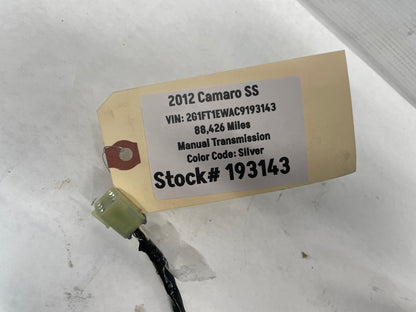 2012 Camaro SS
VIN: 2G1FT1EWAC9193143
88,426 Miles
Manual Transmission
Color Code: Silver
Stock# 193143